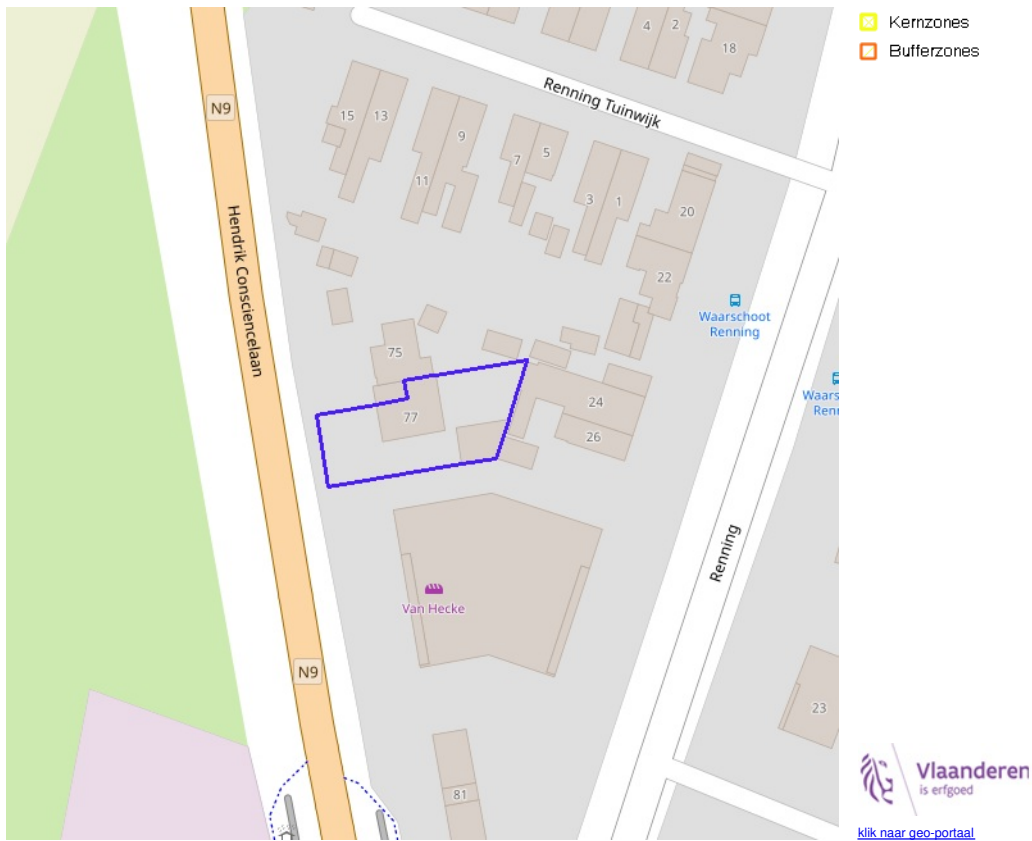 Kernzones
Bufferzones
4
2
18
N9
Renning Tuinwijk
15
13
9
7
5
11
3
1
20
Hendrik Consciencelaan
22
Waarschoot
Renning
75
24
77
26
Renning
Van Hecke
N9
23
81
Vlaanderen
is erfgoed
klik naar geo-portaal